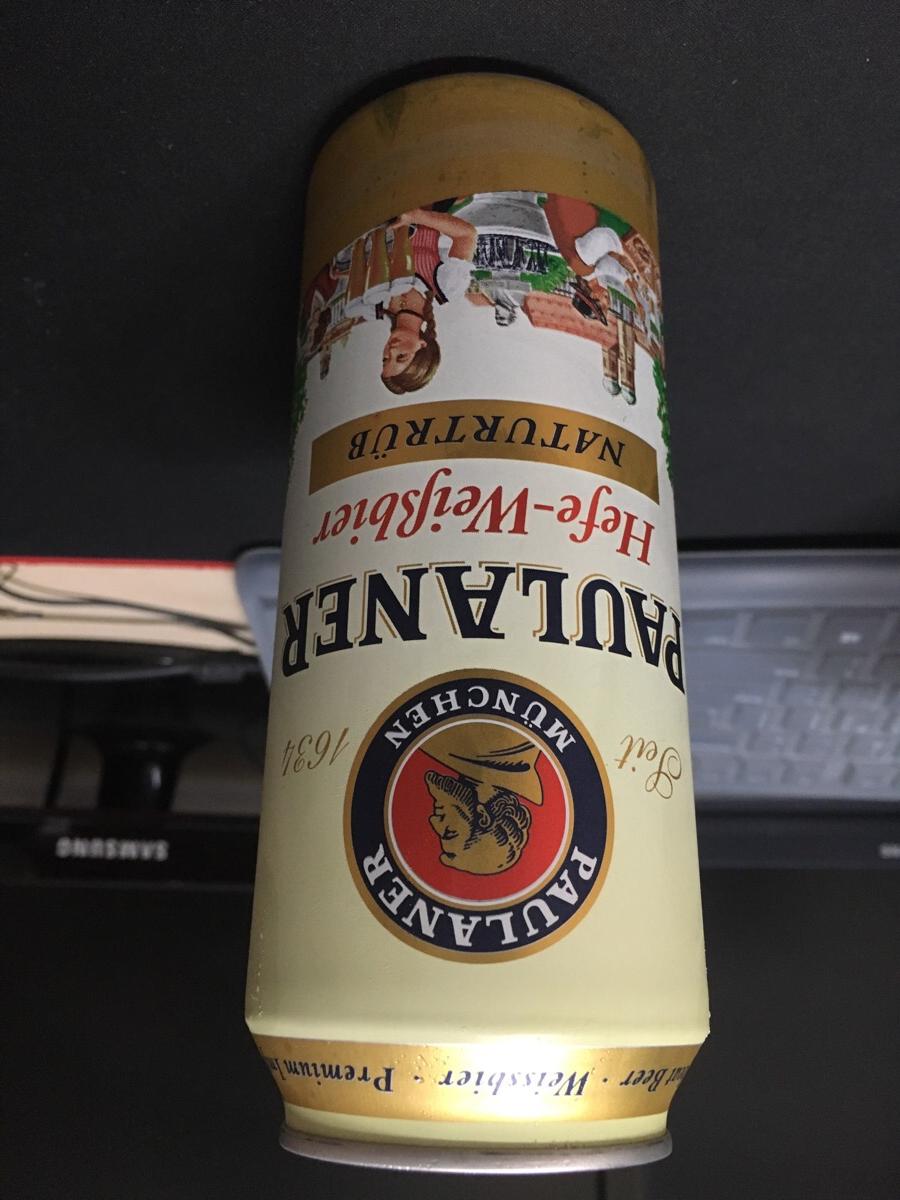 Weissbier · Premium
PAULANER
MÜNCHEN
Seit 1634
PAULANER
Hefe-Weißbier
NATURTRÜB
SAMSUNG